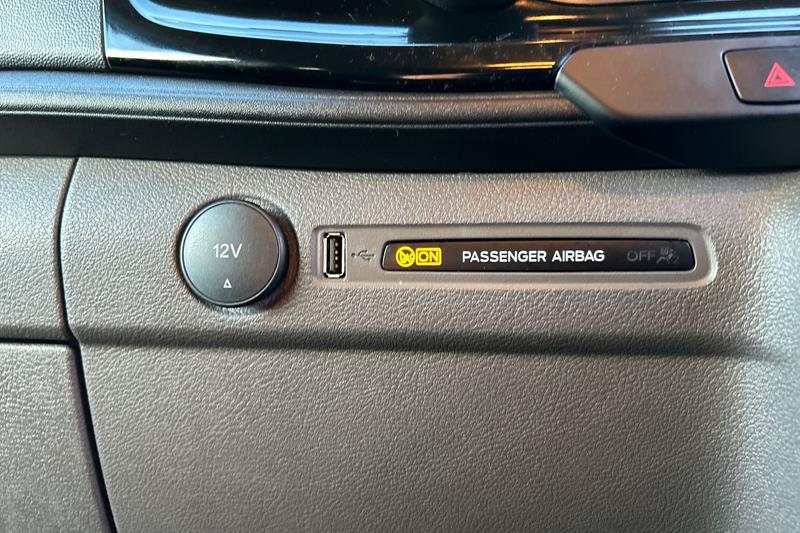 12V
ON PASSENGER AIRBAG OFF